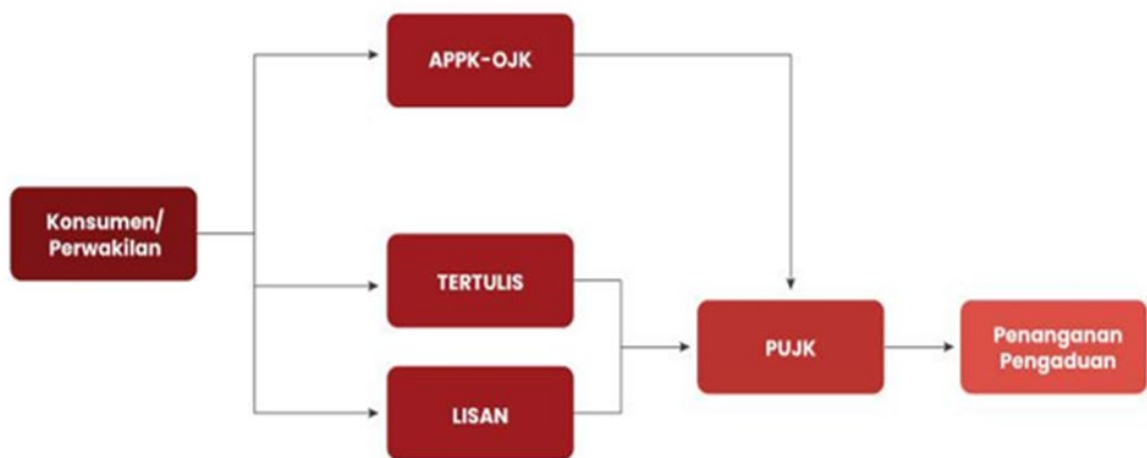 APPK-OJK
Konsumen/
Perwakilan
TERTULIS
LISAN
PUJK
Penanganan
Pengaduan